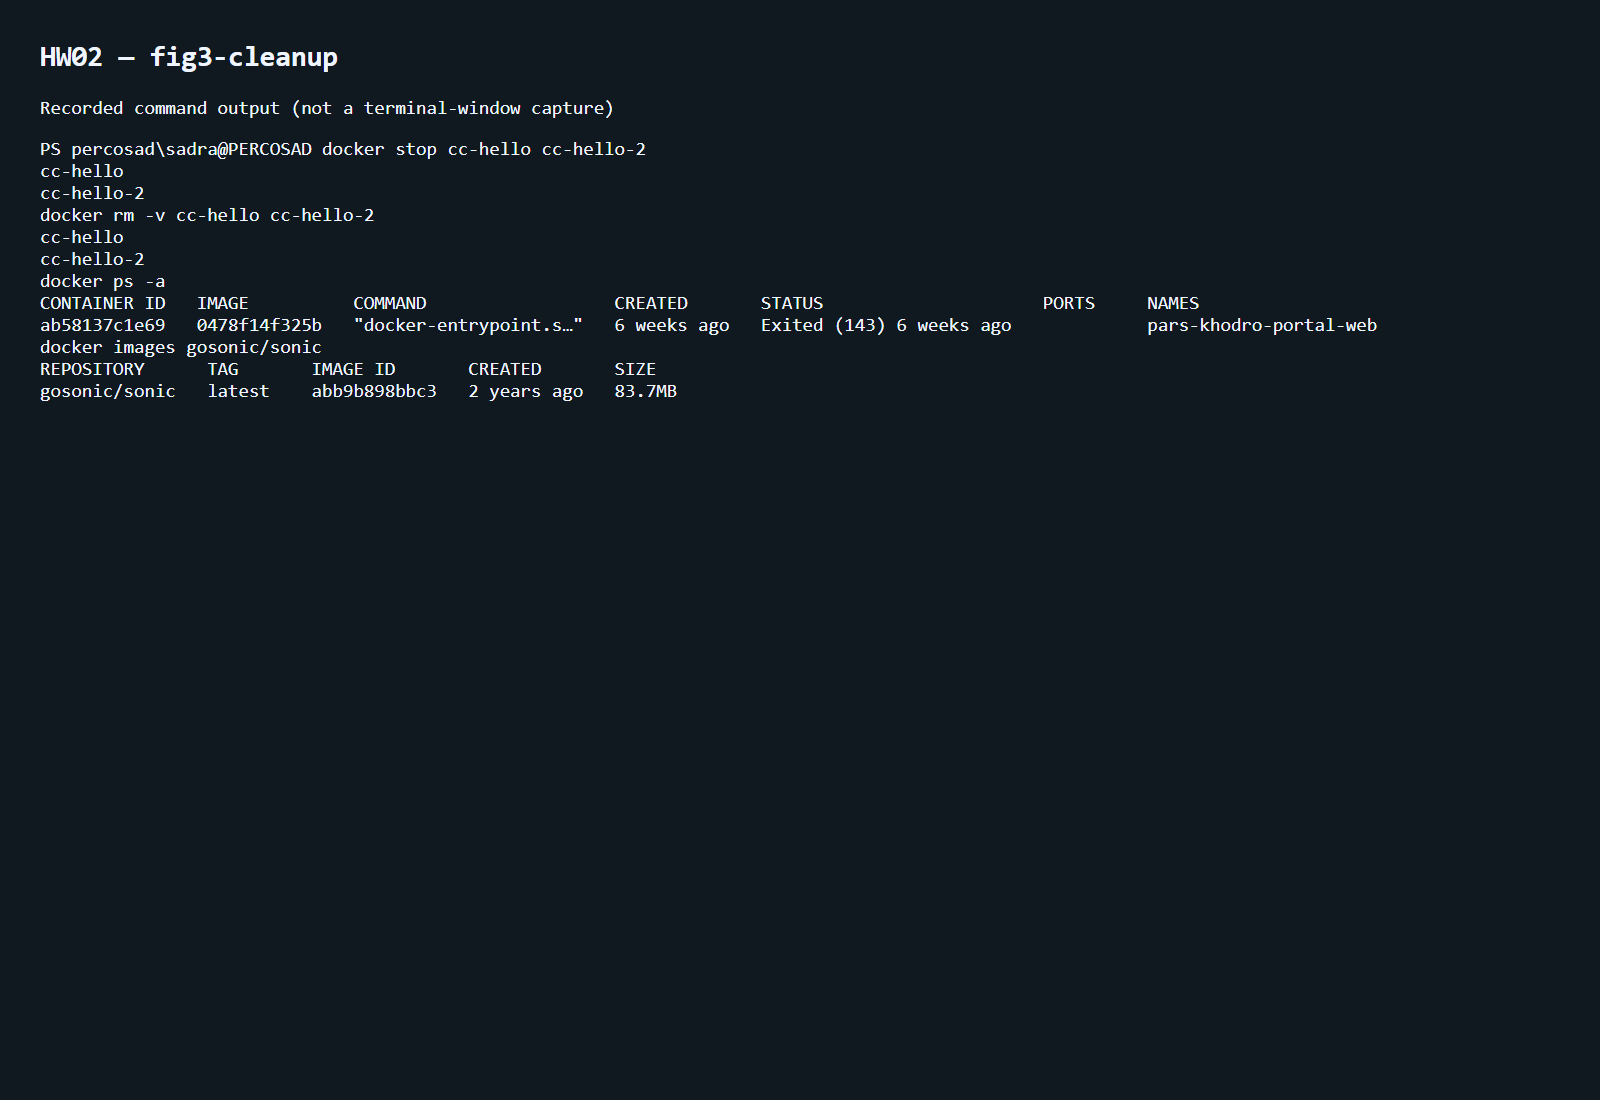 HW02 — fig3-cleanup
Recorded command output (not a terminal-window capture)
PS percosad\sadra@PERCOSAD docker stop cc-hello cc-hello-2
cc-hello
cc-hello-2
docker rm -v cc-hello cc-hello-2
cc-hello
cc-hello-2
docker ps -a
CONTAINER ID   IMAGE          COMMAND                  CREATED       STATUS                     PORTS     NAMES
ab58137c1e69   0478f14f325b   "docker-entrypoint.s…"   6 weeks ago   Exited (143) 6 weeks ago             pars-khodro-portal-web
docker images gosonic/sonic
REPOSITORY      TAG       IMAGE ID       CREATED       SIZE
gosonic/sonic   latest    abb9b898bbc3   2 years ago   83.7MB